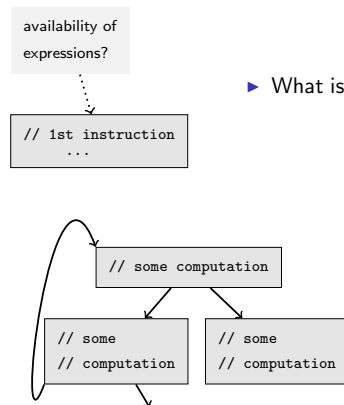 availability of
expressions?
▶ What is
// 1st instruction
...
// some computation
// some
// computation
// some
// computation